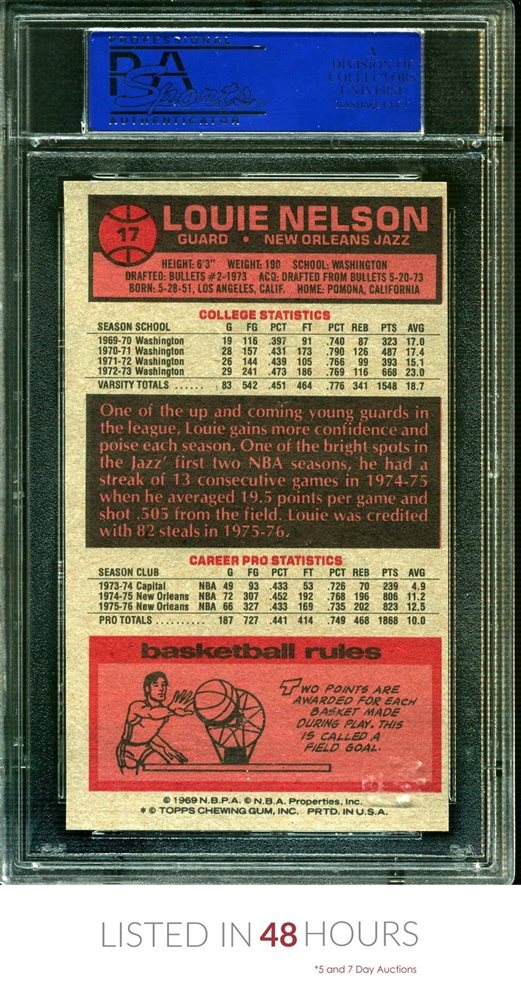 PROFESSIONAL
PSA
Sports
AUTHENTICATOR
A
DIVISION OF
COLLECTORS
UNIVERSE
NASDAQ: CLCT
17
LOUIE NELSON
GUARD • NEW ORLEANS JAZZ
HEIGHT: 6'3" WEIGHT: 190 SCHOOL: WASHINGTON
DRAFTED: BULLETS #2-1973 ACQ: DRAFTED FROM BULLETS 5-20-73
BORN: 5-28-51, LOS ANGELES, CALIF. HOME: POMONA, CALIFORNIA
COLLEGE STATISTICS
SEASON SCHOOL G FG PCT FT PCT REB PTS AVG
1969-70 Washington 19 116 .397 91 .740 87 323 17.0
1970-71 Washington 28 157 .431 173 .790 126 487 17.4
1971-72 Washington 26 144 .439 105 .766 99 393 15.1
1972-73 Washington 29 241 .473 186 .769 116 668 23.0
VARSITY TOTALS ...... 83 542 .451 464 .776 341 1548 18.7
One of the up and coming young guards in
the league, Louie gains more confidence and
poise each season. One of the bright spots in
the Jazz' first two NBA seasons, he had a
streak of 13 consecutive games in 1974-75
when he averaged 19.5 points per game and
shot .505 from the field. Louie was credited
with 82 steals in 1975-76.
CAREER PRO STATISTICS
SEASON CLUB G FG PCT FT PCT REB PTS AVG
1973-74 Capital NBA 49 93 .433 53 .726 70 239 4.9
1974-75 New Orleans NBA 72 307 .452 192 .768 196 806 11.2
1975-76 New Orleans NBA 66 327 .433 169 .735 202 823 12.5
PRO TOTALS .......... 187 727 .441 414 .749 468 1868 10.0
basketball rules
TWO POINTS ARE
AWARDED FOR EACH
BASKET MADE
DURING PLAY. THIS
IS CALLED A
FIELD GOAL.
© 1969 N.B.P.A. © N.B.A. Properties, Inc.
* © TOPPS CHEWING GUM, INC. PRTD. IN U.S.A.
LISTED IN 48 HOURS
*5 and 7 Day Auctions